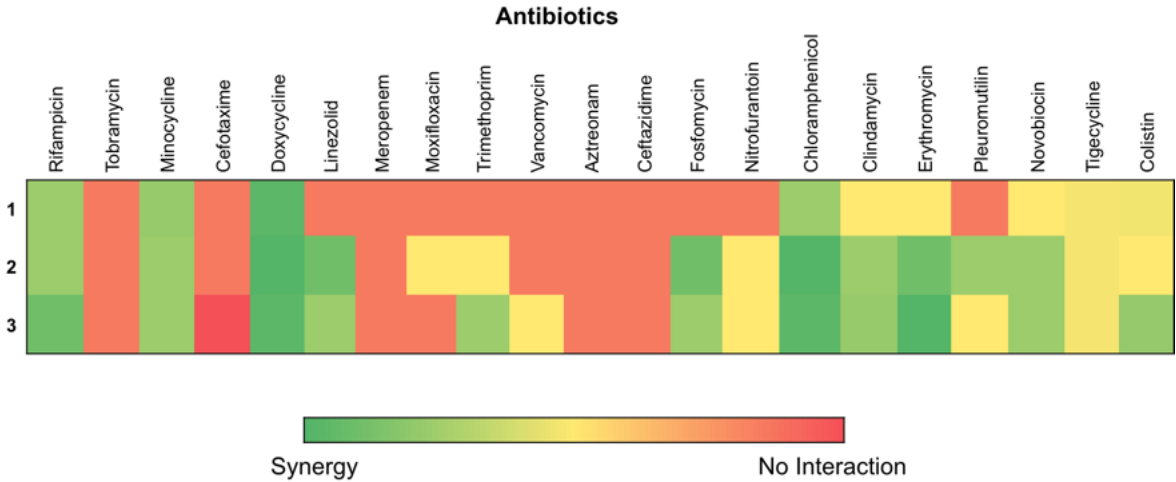 Antibiotics
Rifampicin
Tobramycin
Minocycline
Cefotaxime
Doxycycline
Linezolid
Meropenem
Moxifloxacin
Trimethoprim
Vancomycin
Aztreonam
Ceftazidime
Fosfomycin
Nitrofurantoin
Chloramphenicol
Clindamycin
Erythromycin
Pleuromutilin
Novobiocin
Tigecycline
Colistin
1
2
3
Synergy
No Interaction